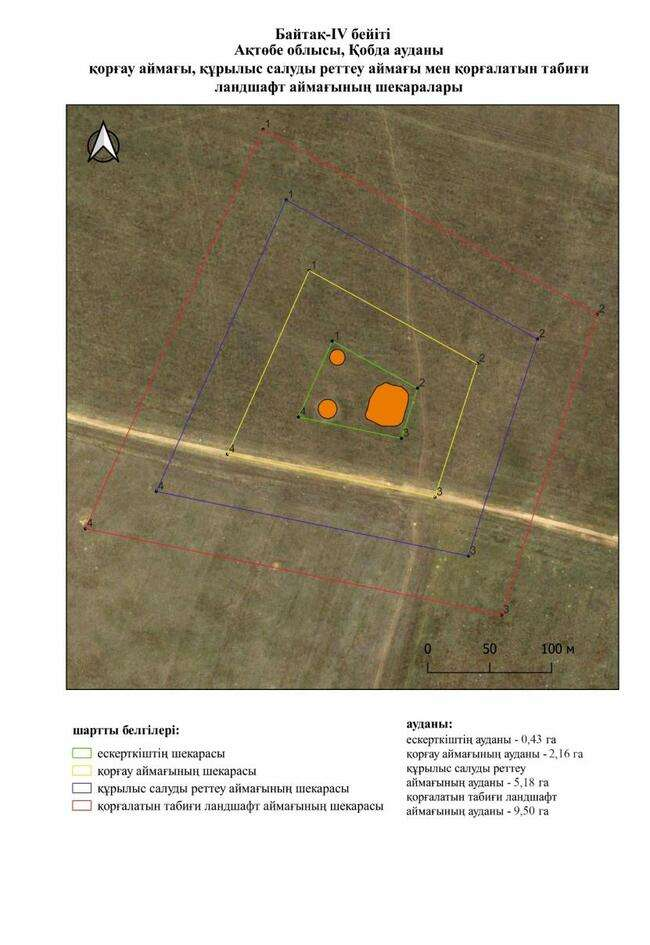 Байтақ-IV бейіті
Ақтөбе облысы, Қобда ауданы
қорғау аймағы, құрылыс салуды реттеу аймағы мен қорғалатын табиғи
ландшафт аймағының шекаралары
1
1
2
1
2
1
2
2
4
3
4
3
4
4
3
3
0 50 100 м
шартты белгілері:
ескерткіштің шекарасы
қорғау аймағының шекарасы
құрылыс салуды реттеу аймағының шекарасы
қорғалатын табиғи ландшафт аймағының шекарасы
ауданы:
ескерткіштің ауданы - 0,43 га
қорғау аймағының ауданы - 2,16 га
құрылыс салуды реттеу
аймағының ауданы - 5,18 га
қорғалатын табиғи ландшафт
аймағының ауданы - 9,50 га